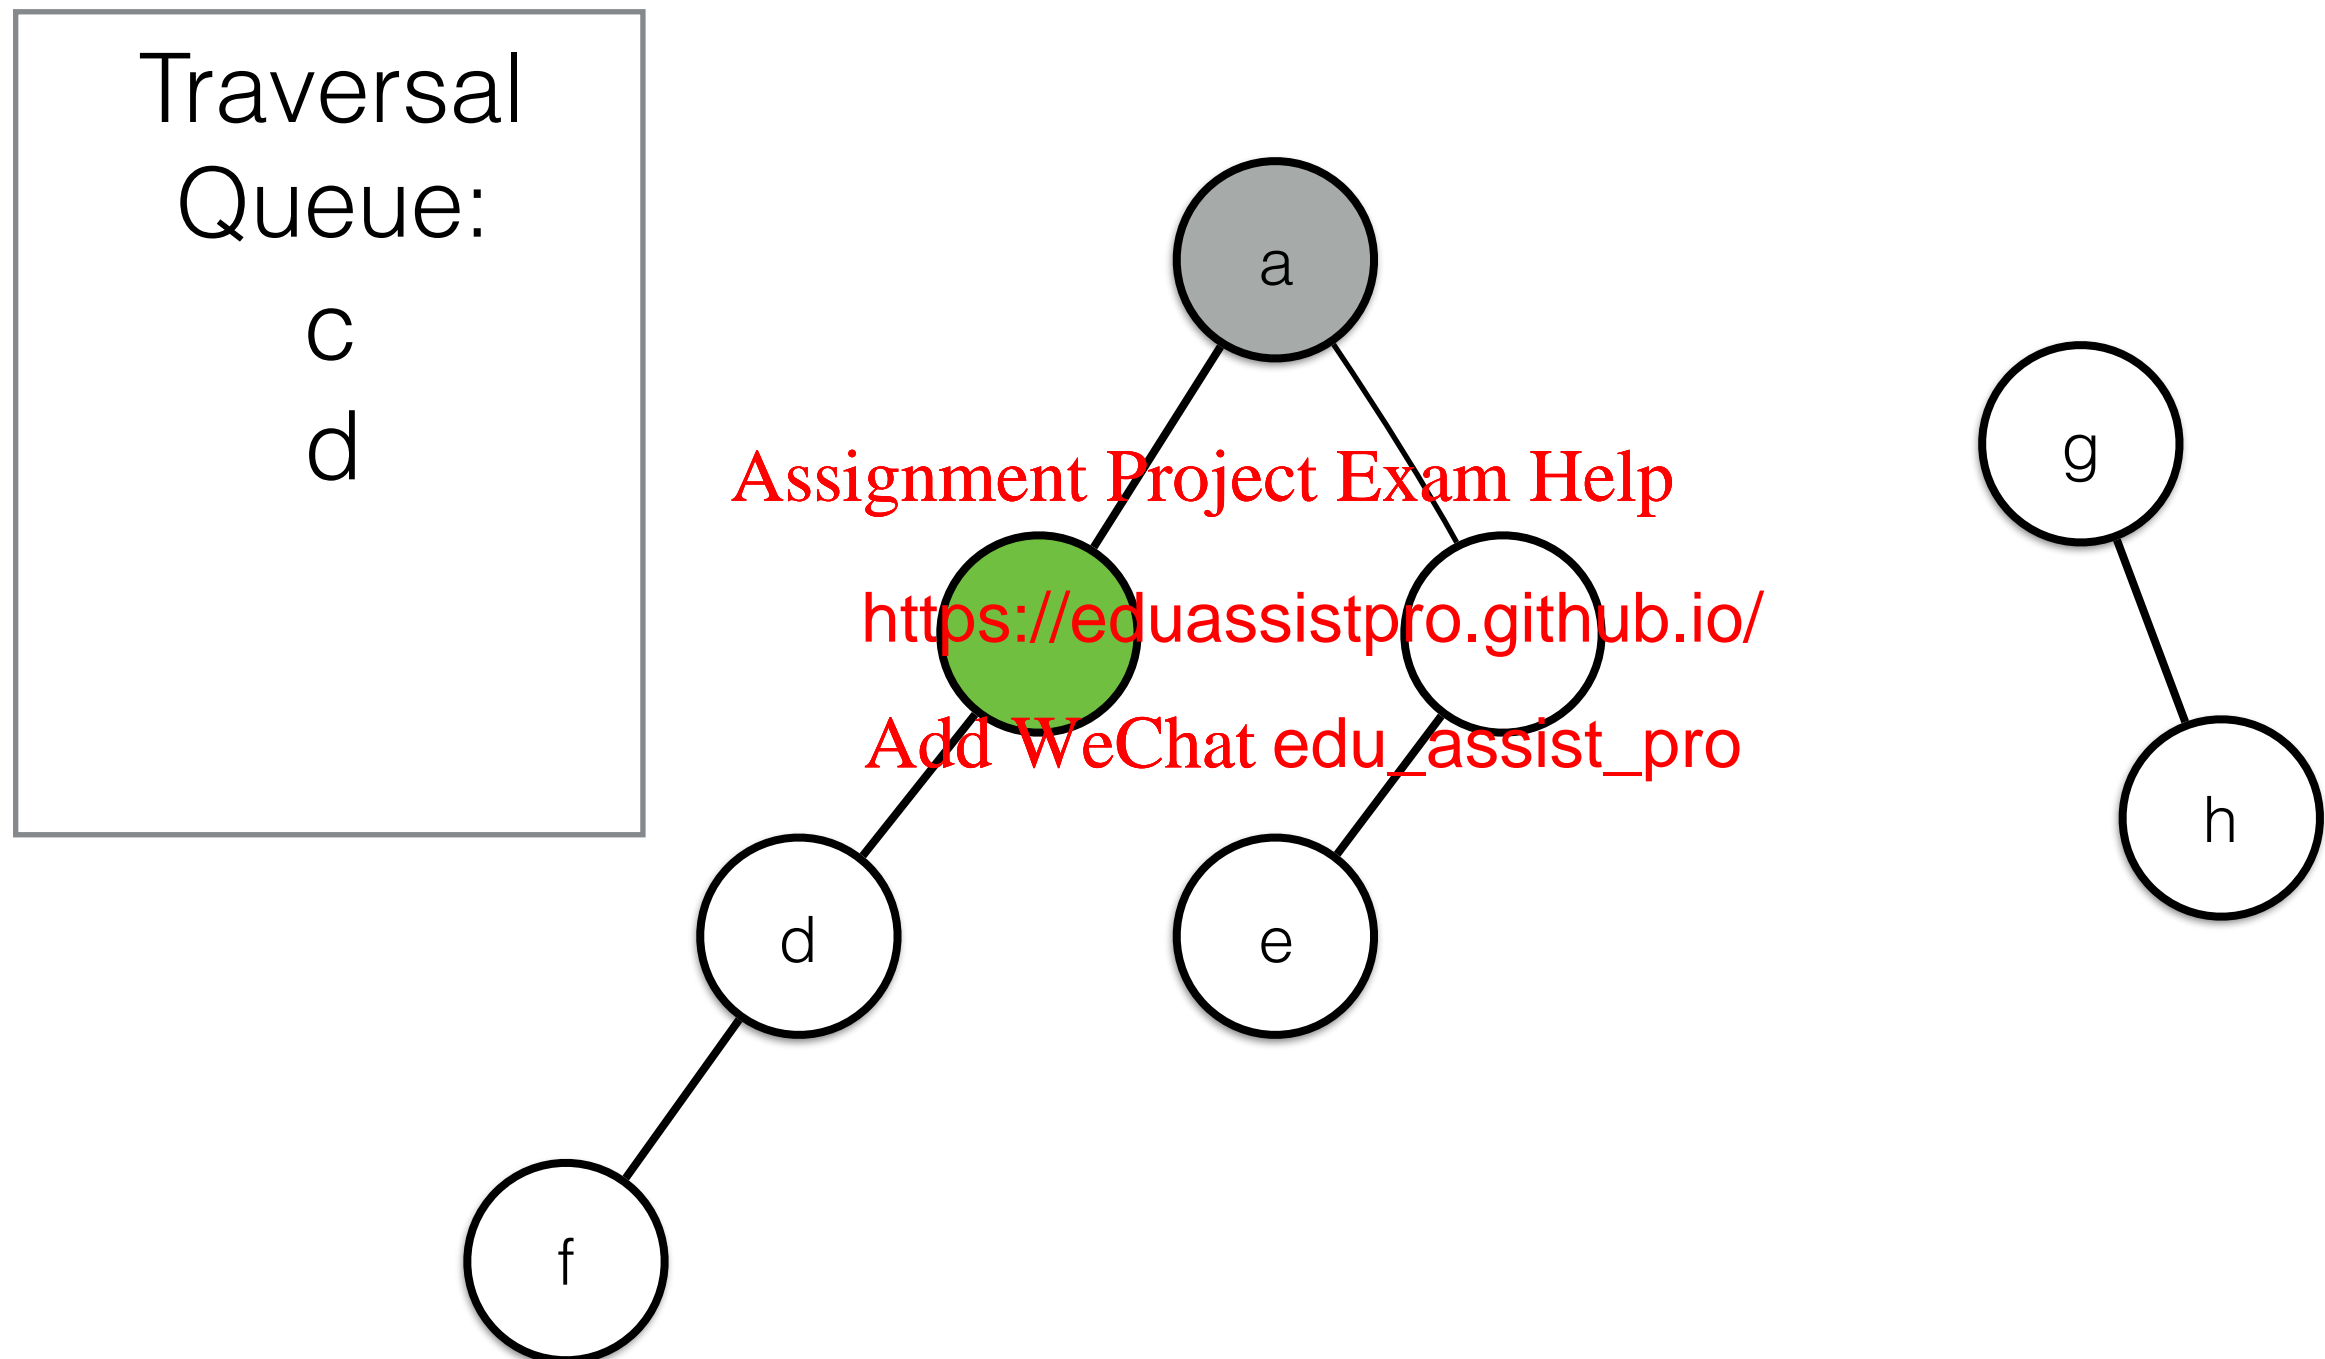 Traversal
Queue:
c
d
a
g
Assignment Project Exam Help
https://eduassistpro.github.io/
Add WeChat edu_assist_pro
h
d
e
f